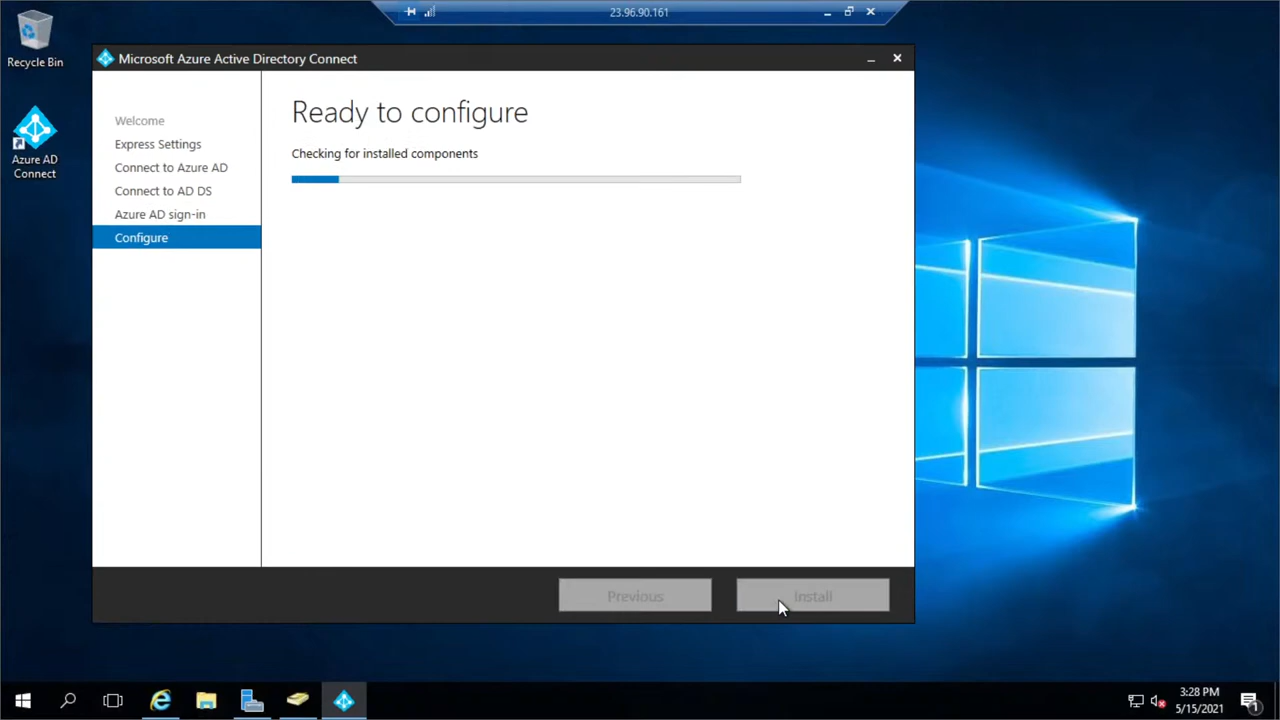 23.96.90.161
Recycle Bin
Azure AD
Connect
Microsoft Azure Active Directory Connect
Welcome
Express Settings
Connect to Azure AD
Connect to AD DS
Azure AD sign-in
Configure
Ready to configure
Checking for installed components
Previous
Install
3:28 PM
5/15/2021
1